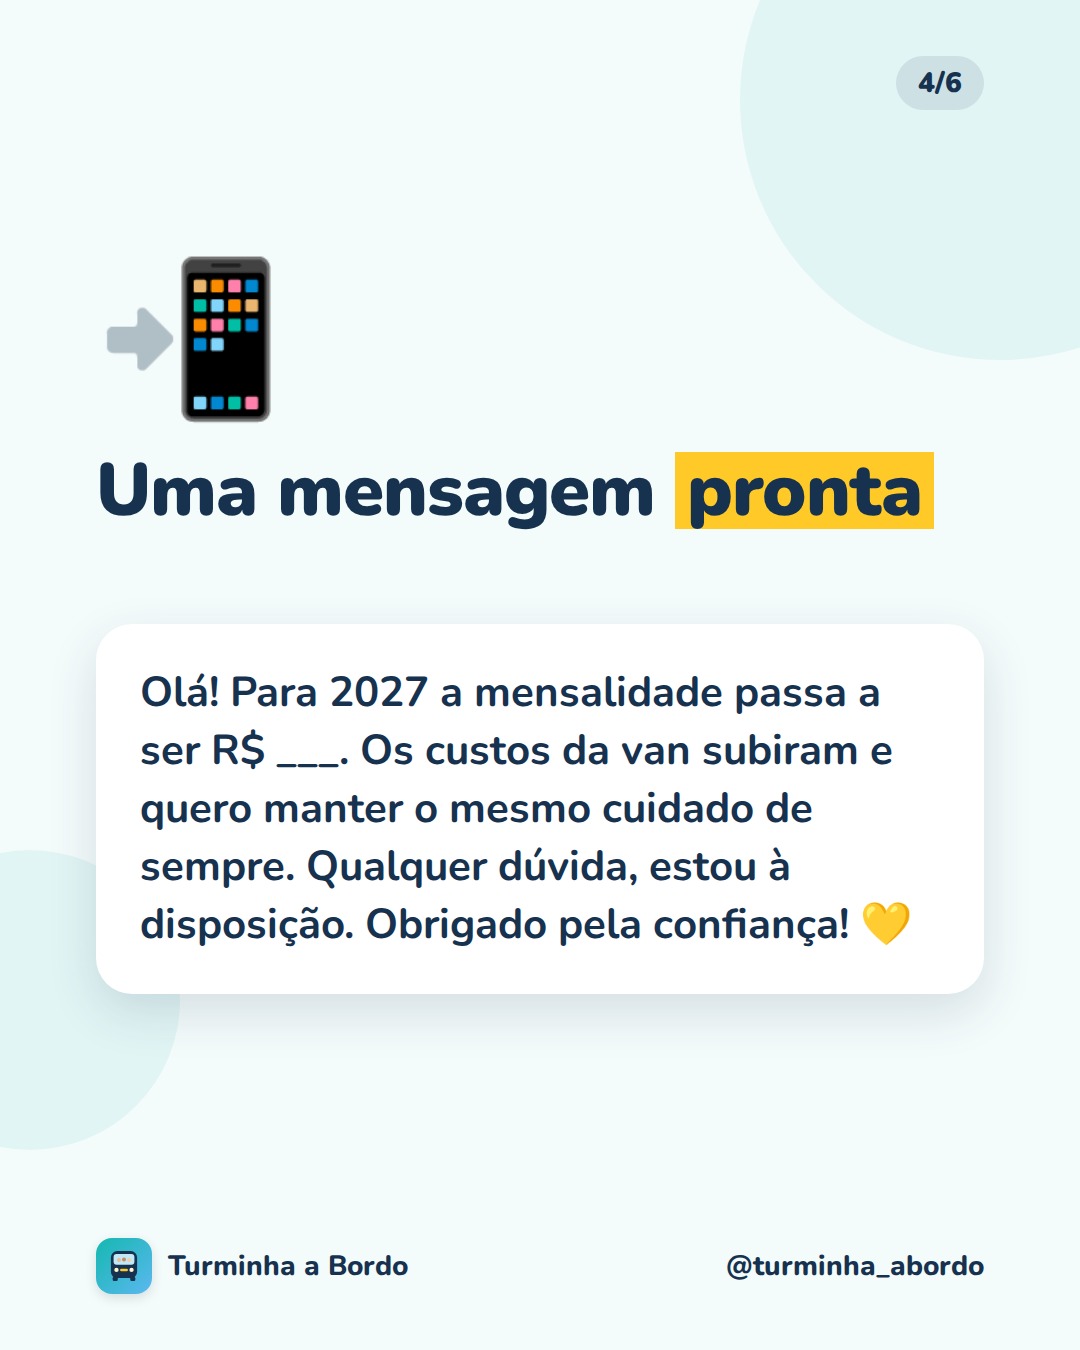 4/6
Uma mensagem pronta
Olá! Para 2027 a mensalidade passa a
ser R$ ___. Os custos da van subiram e
quero manter o mesmo cuidado de
sempre. Qualquer dúvida, estou à
disposição. Obrigado pela confiança! 💛
Turminha a Bordo
@turminha_abordo